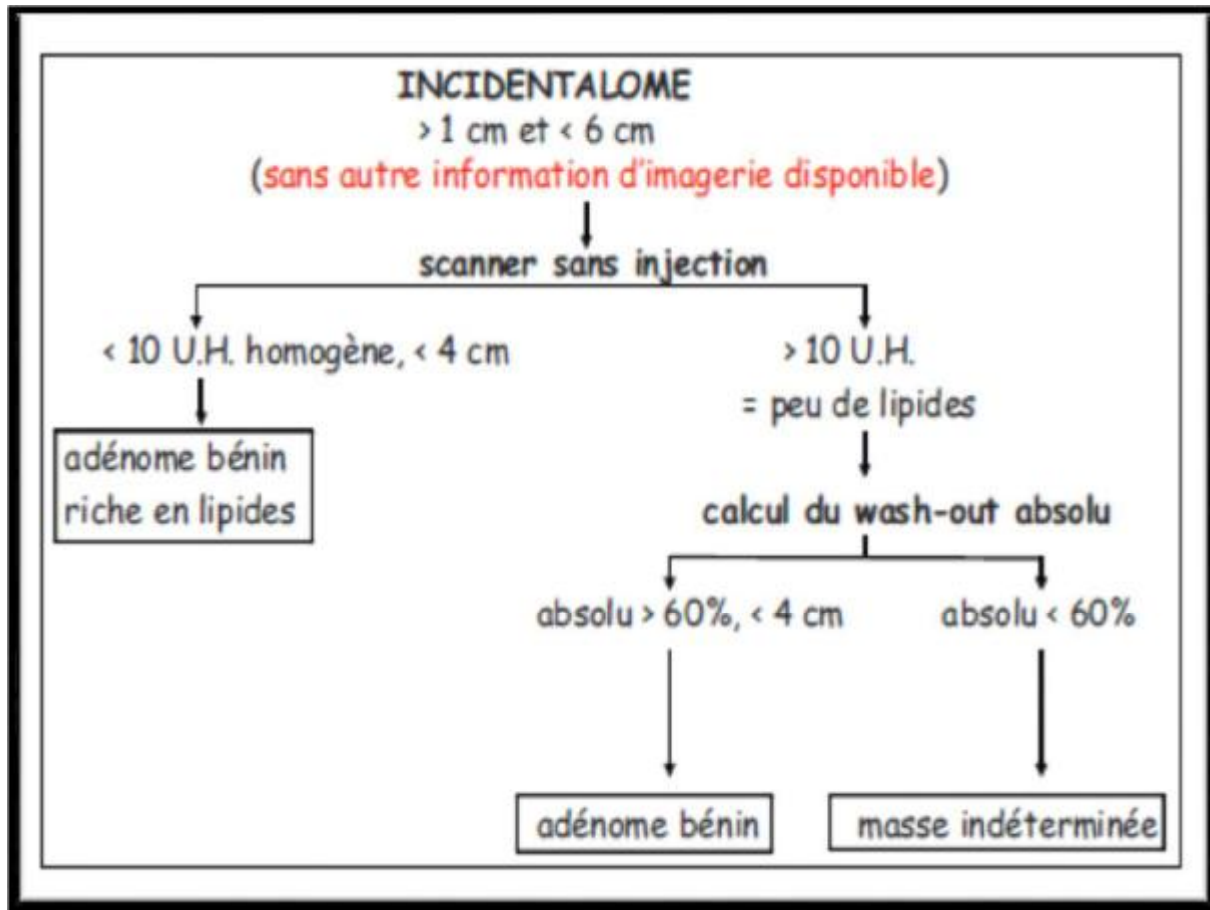 INCIDENTALOME
> 1 cm et < 6 cm
(sans autre information d'imagerie disponible)
scanner sans injection
< 10 U.H. homogène, < 4 cm
> 10 U.H.
= peu de lipides
adénome bénin
riche en lipides
calcul du wash-out absolu
absolu > 60%, < 4 cm
absolu < 60%
adénome bénin
masse indéterminée